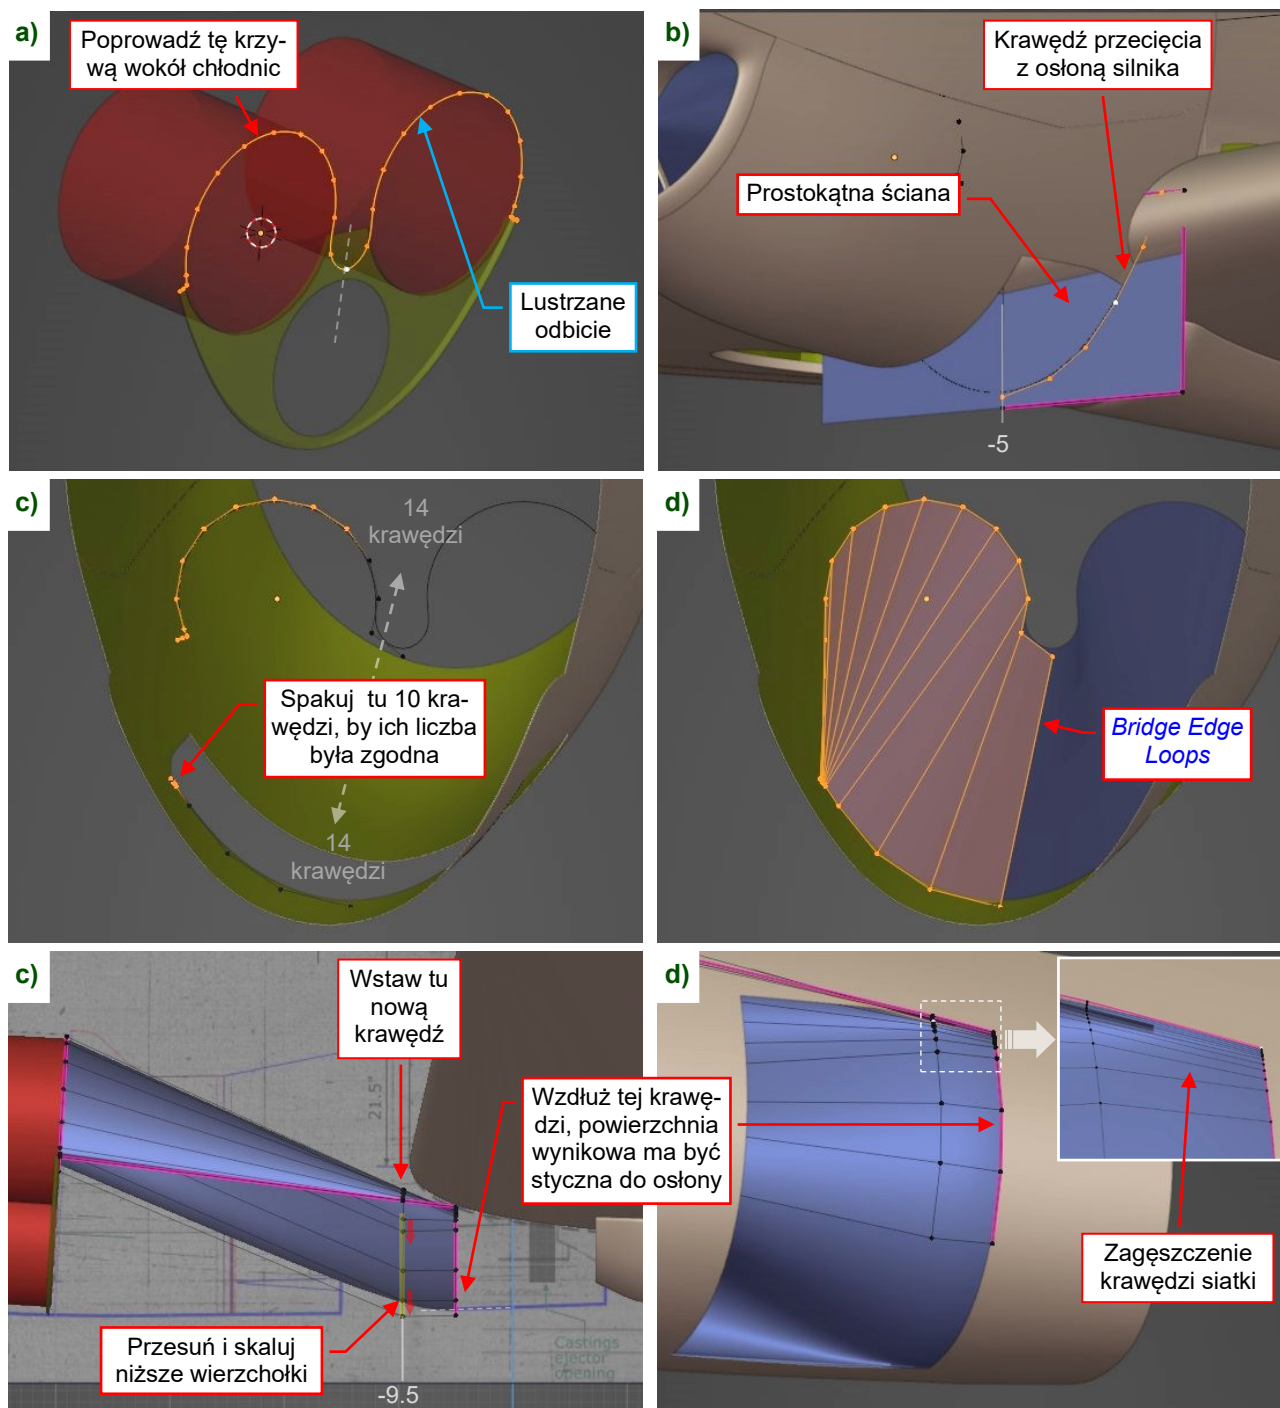 a)
Poprowadź tę krzy-
wą wokół chłodnic
Lustrzane
odbicie
b)
Krawędź przecięcia
z osłoną silnika
Prostokątna ściana
-5
c)
14
krawędzi
Spakuj tu 10 kra-
wędzi, by ich liczba
była zgodna
14
krawędzi
d)
Bridge Edge
Loops
c)
Wstaw tu
nową
krawędź
21.5"
Wzdłuż tej krawę-
dzi, powierzchnia
wynikowa ma być
styczna do osłony
Przesuń i skaluj
niższe wierzchołki
Castings
ejector
opening
-9.5
d)
Zagęszczenie
krawędzi siatki